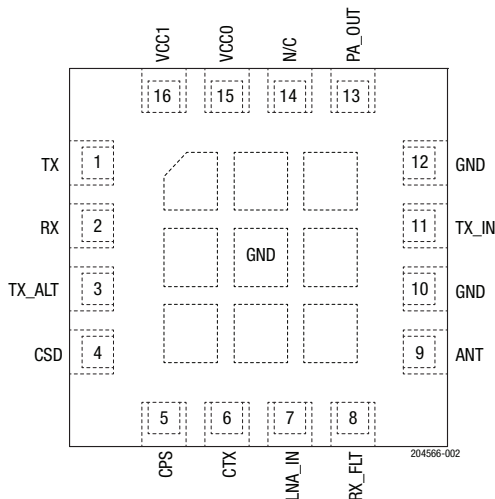 VCC1
VCC0
N/C
PA_OUT
16
15
14
13
TX
1
12
GND
RX
2
11
TX_IN
GND
TX_ALT
3
10
GND
CSD
4
9
ANT
5
6
7
8
CPS
CTX
LNA_IN
RX_FLT
204566-002